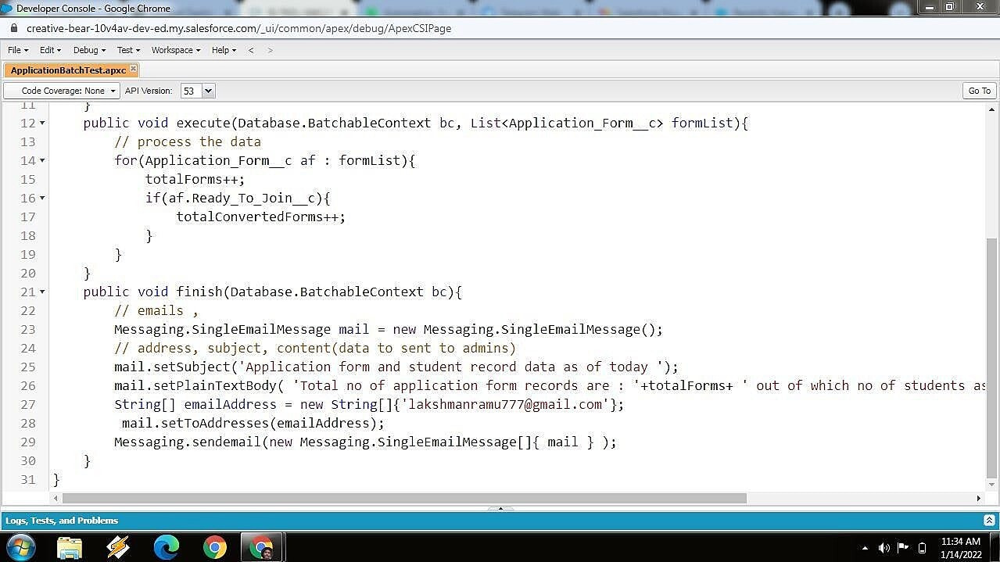 Developer Console - Google Chrome
creative-bear-10v4av-dev-ed.my.salesforce.com/_ui/common/apex/debug/ApexCSIPage
File Edit Debug Test Workspace Help < >
ApplicationBatchTest.apxc
Code Coverage: None API Version: 53 Go To
11 }
12 public void execute(Database.BatchableContext bc, List<Application_Form__c> formList){
13 // process the data
14 for(Application_Form__c af : formList){
15 totalForms++;
16 if(af.Ready_To_Join__c){
17 totalConvertedForms++;
18 }
19 }
20 }
21 public void finish(Database.BatchableContext bc){
22 // emails ,
23 Messaging.SingleEmailMessage mail = new Messaging.SingleEmailMessage();
24 // address, subject, content(data to sent to admins)
25 mail.setSubject('Application form and student record data as of today ');
26 mail.setPlainTextBody( 'Total no of application form records are : '+totalForms+ ' out of which no of students as
27 String[] emailAddress = new String[]{'lakshmanramu777@gmail.com'};
28 mail.setToAddresses(emailAddress);
29 Messaging.sendemail(new Messaging.SingleEmailMessage[]{ mail } );
30 }
31 }
Logs, Tests, and Problems
11:34 AM
1/14/2022